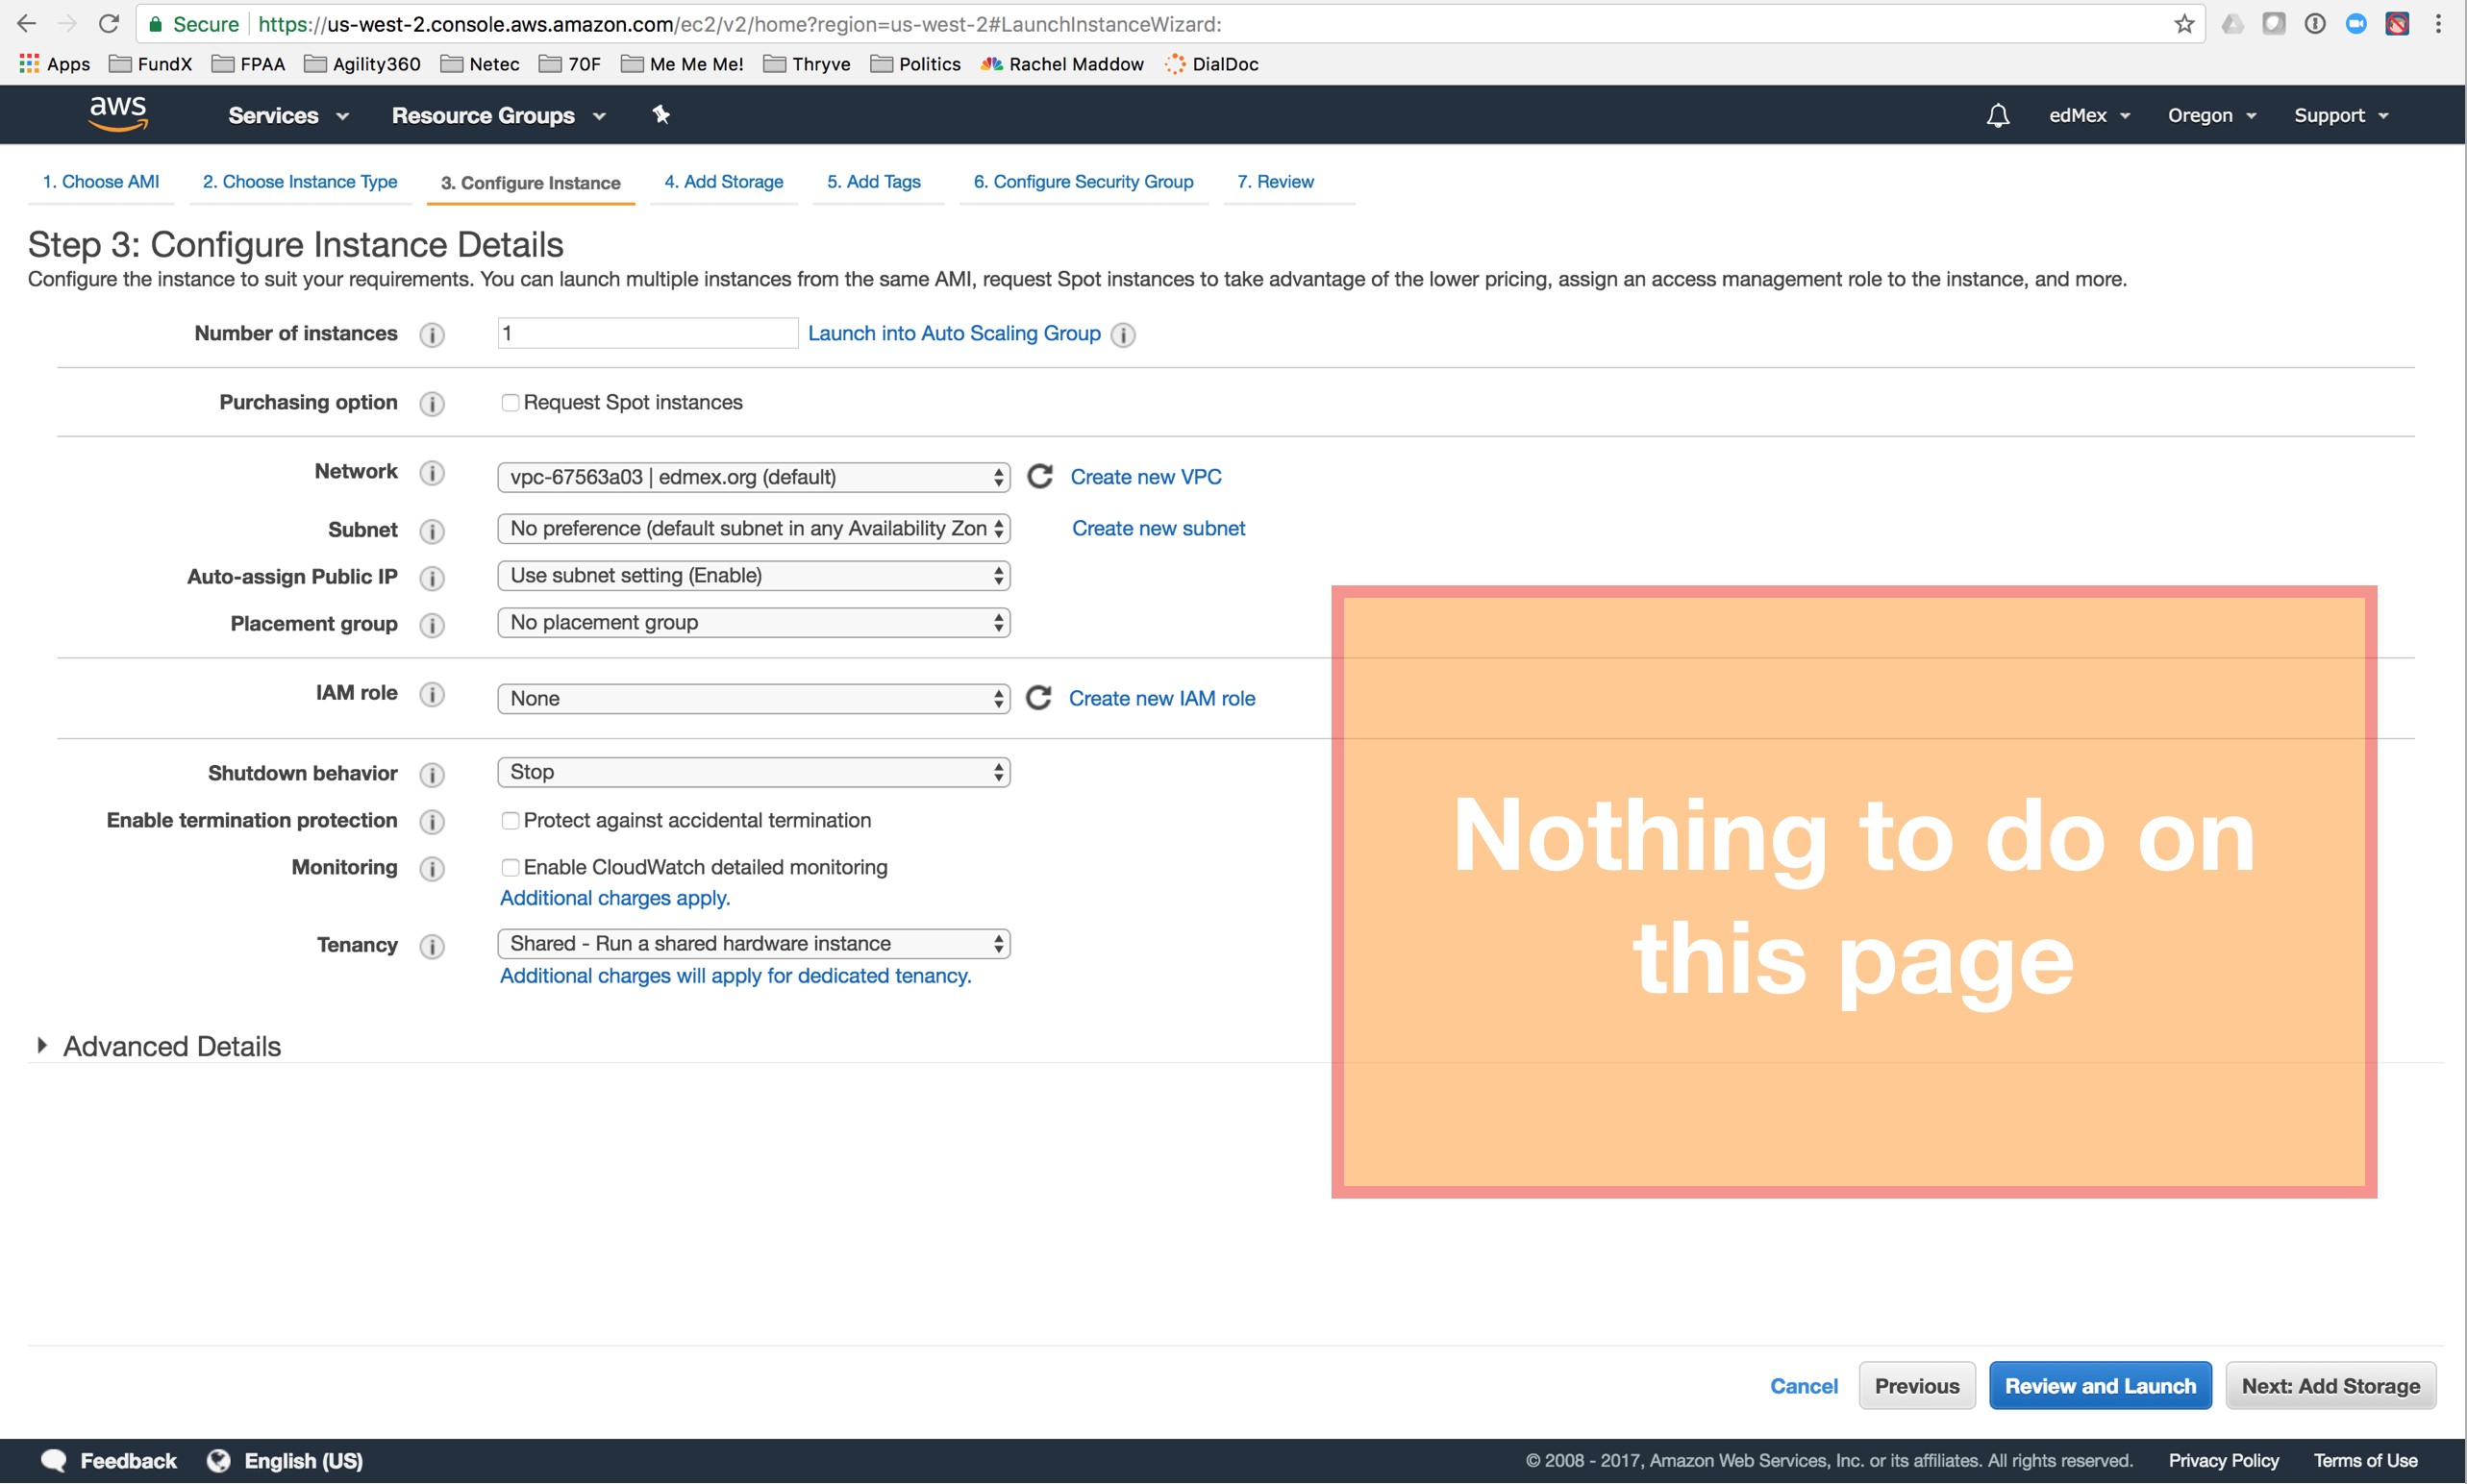 Secure https://us-west-2.console.aws.amazon.com/ec2/v2/home?region=us-west-2#LaunchInstanceWizard:
Apps FundX FPAA Agility360 Netec 70F Me Me Me! Thryve Politics Rachel Maddow DialDoc
aws Services Resource Groups edMex Oregon Support
1. Choose AMI 2. Choose Instance Type 3. Configure Instance 4. Add Storage 5. Add Tags 6. Configure Security Group 7. Review
Step 3: Configure Instance Details
Configure the instance to suit your requirements. You can launch multiple instances from the same AMI, request Spot instances to take advantage of the lower pricing, assign an access management role to the instance, and more.
Number of instances i 1 Launch into Auto Scaling Group i
Purchasing option i Request Spot instances
Network i vpc-67563a03 | edmex.org (default) Create new VPC
Subnet i No preference (default subnet in any Availability Zon Create new subnet
Auto-assign Public IP i Use subnet setting (Enable)
Placement group i No placement group
IAM role i None Create new IAM role
Shutdown behavior i Stop
Enable termination protection i Protect against accidental termination
Monitoring i Enable CloudWatch detailed monitoring
Additional charges apply.
Tenancy i Shared - Run a shared hardware instance
Additional charges will apply for dedicated tenancy.
Advanced Details
Nothing to do on
this page
Cancel Previous Review and Launch Next: Add Storage
Feedback English (US) © 2008 - 2017, Amazon Web Services, Inc. or its affiliates. All rights reserved. Privacy Policy Terms of Use